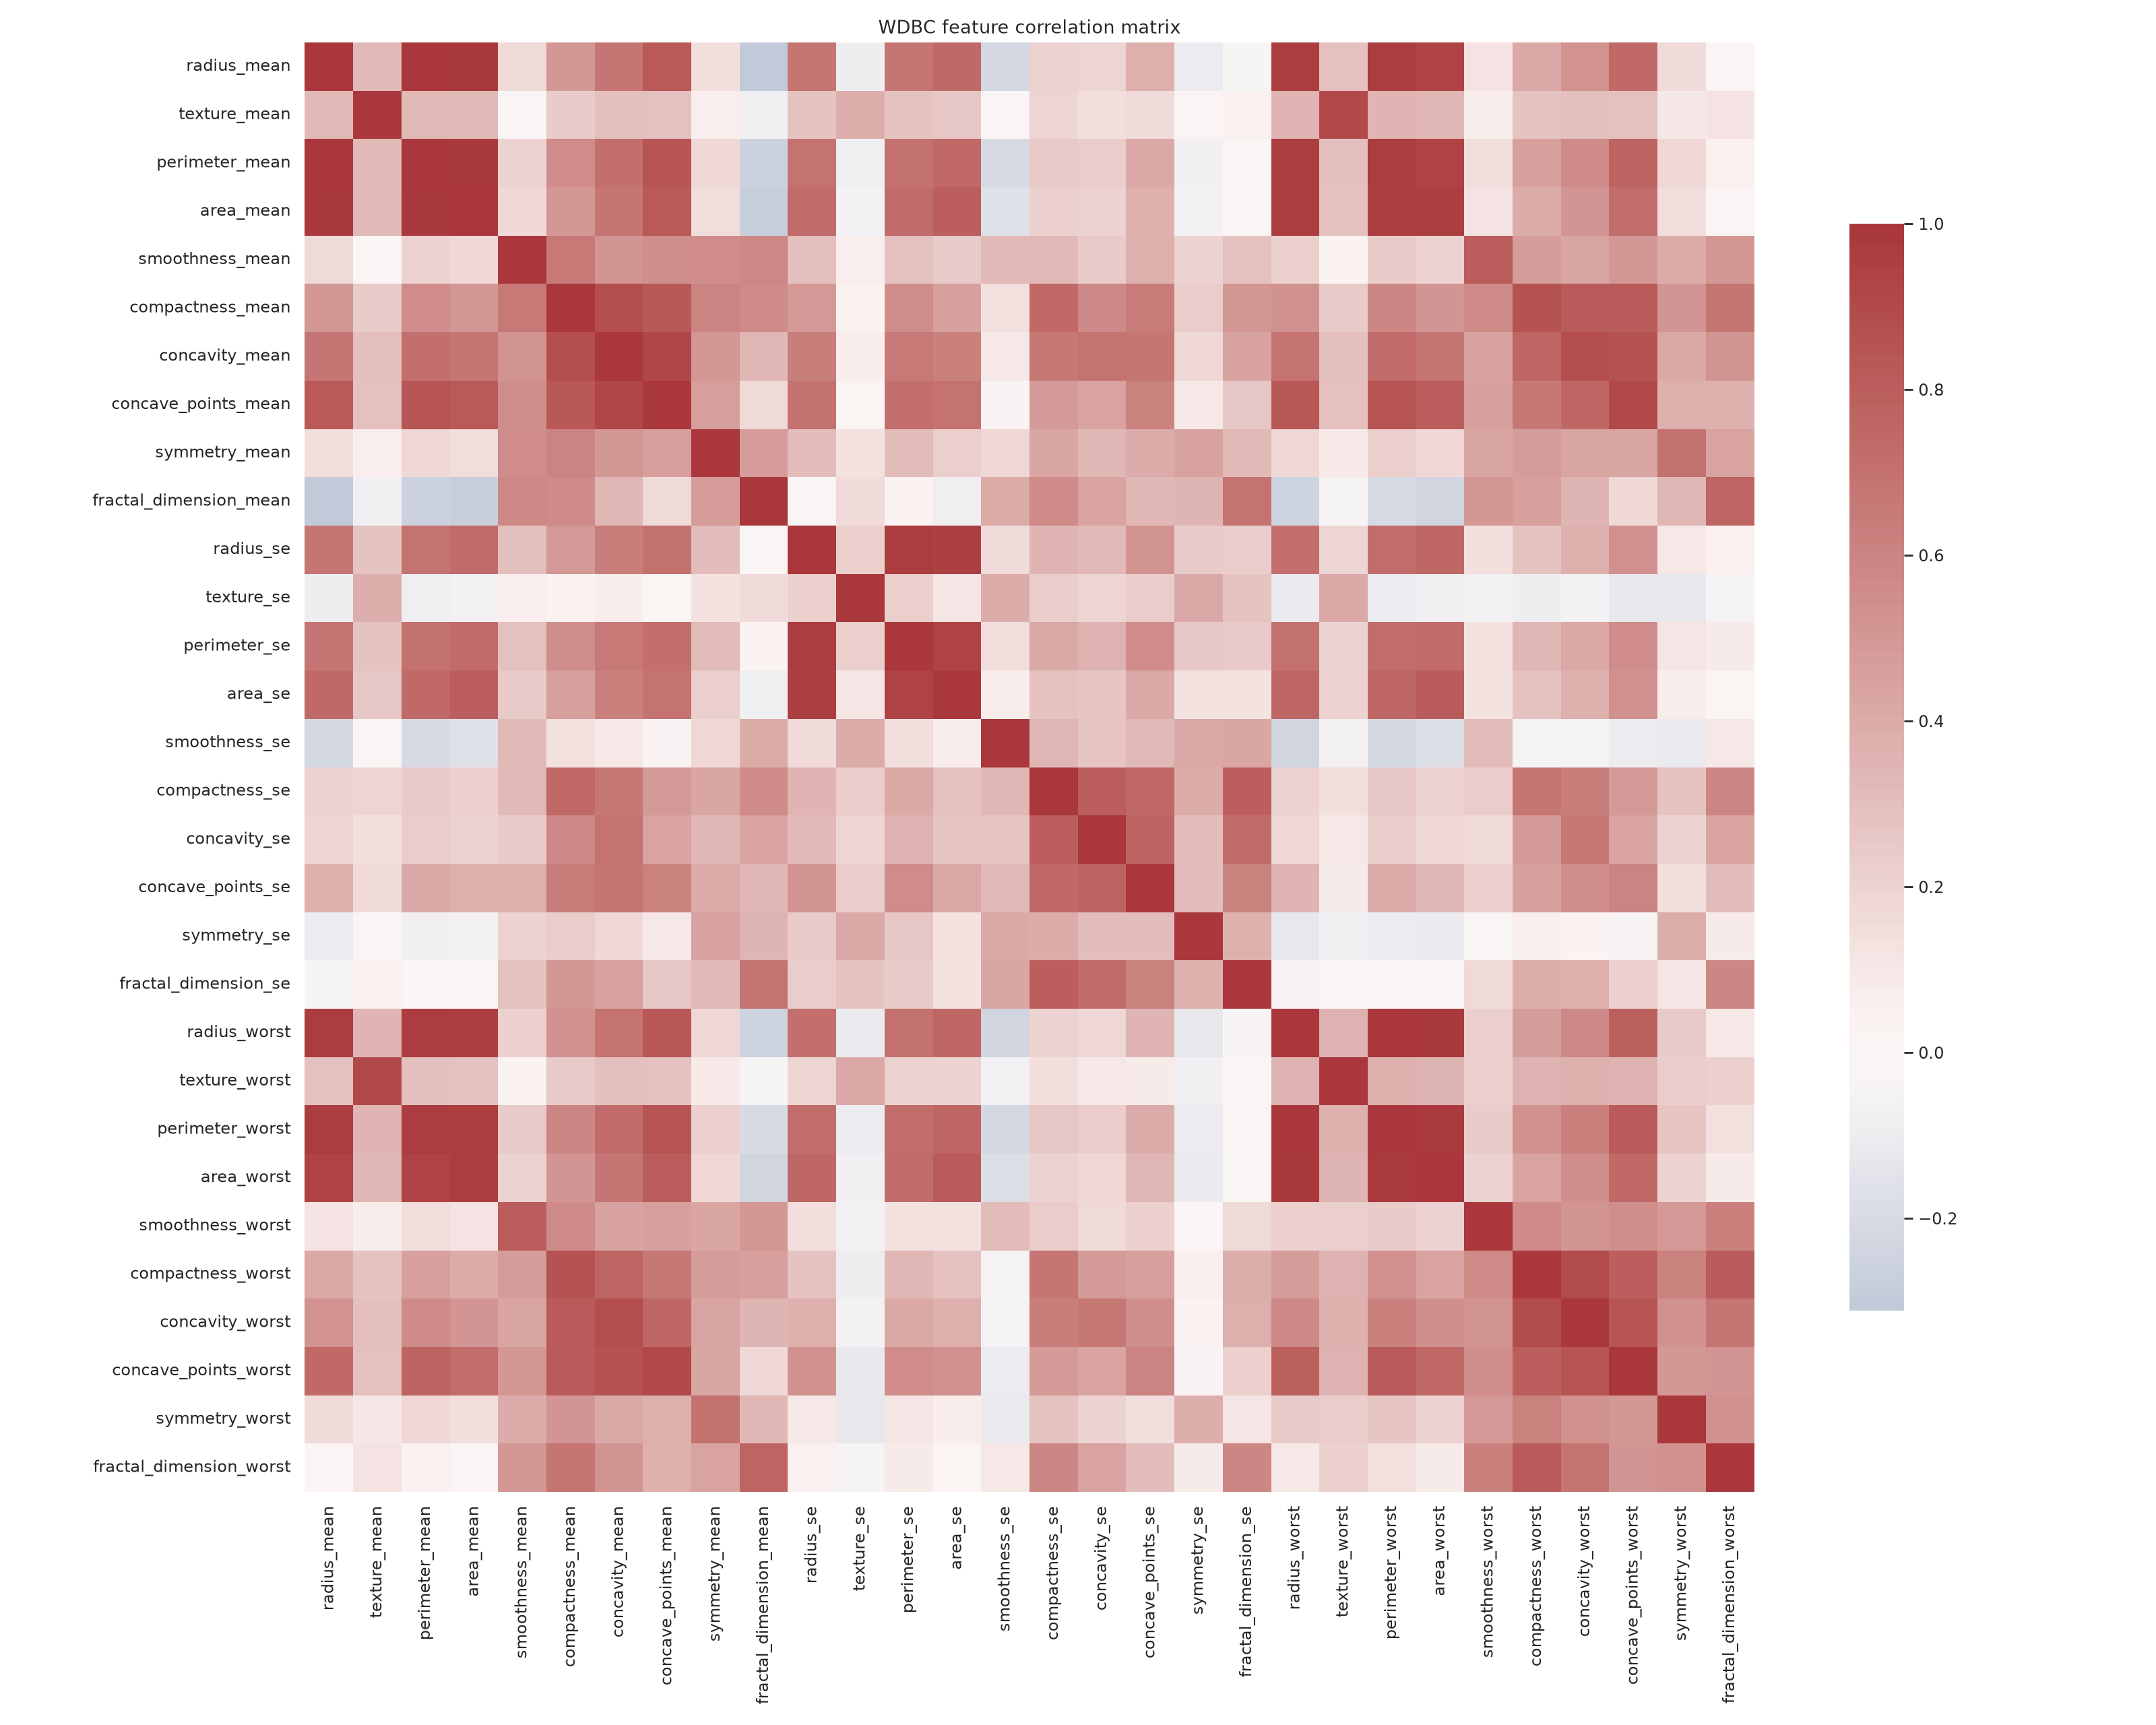 WDBC feature correlation matrix
radius_mean
texture_mean
perimeter_mean
area_mean
smoothness_mean
compactness_mean
concavity_mean
concave_points_mean
symmetry_mean
fractal_dimension_mean
radius_se
texture_se
perimeter_se
area_se
smoothness_se
compactness_se
concavity_se
concave_points_se
symmetry_se
fractal_dimension_se
radius_worst
texture_worst
perimeter_worst
area_worst
smoothness_worst
compactness_worst
concavity_worst
concave_points_worst
symmetry_worst
fractal_dimension_worst
radius_mean
texture_mean
perimeter_mean
area_mean
smoothness_mean
compactness_mean
concavity_mean
concave_points_mean
symmetry_mean
fractal_dimension_mean
radius_se
texture_se
perimeter_se
area_se
smoothness_se
compactness_se
concavity_se
concave_points_se
symmetry_se
fractal_dimension_se
radius_worst
texture_worst
perimeter_worst
area_worst
smoothness_worst
compactness_worst
concavity_worst
concave_points_worst
symmetry_worst
fractal_dimension_worst
1.0
0.8
0.6
0.4
0.2
0.0
−0.2